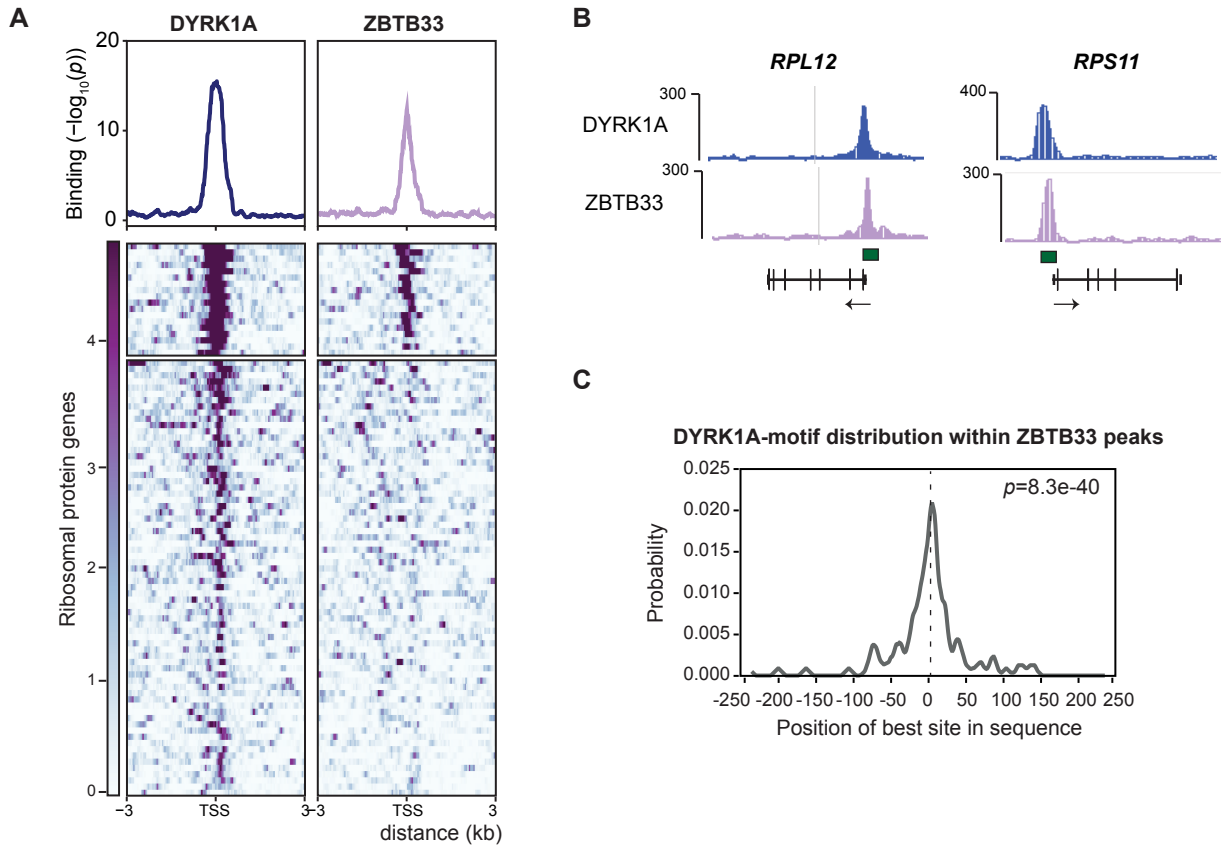 A
DYRK1A
ZBTB33
20
10
0
Binding (−log10(p))
4
3
2
1
0
Ribosomal protein genes
−3
TSS
3
−3
TSS
3
distance (kb)
B
RPL12
RPS11
DYRK1A
300
400
ZBTB33
300
300
C
DYRK1A-motif distribution within ZBTB33 peaks
p=8.3e-40
0.025
0.020
0.015
0.010
0.005
0.000
Probability
-250 -200 -150 -100 -50 0 50 100 150 200 250
Position of best site in sequence